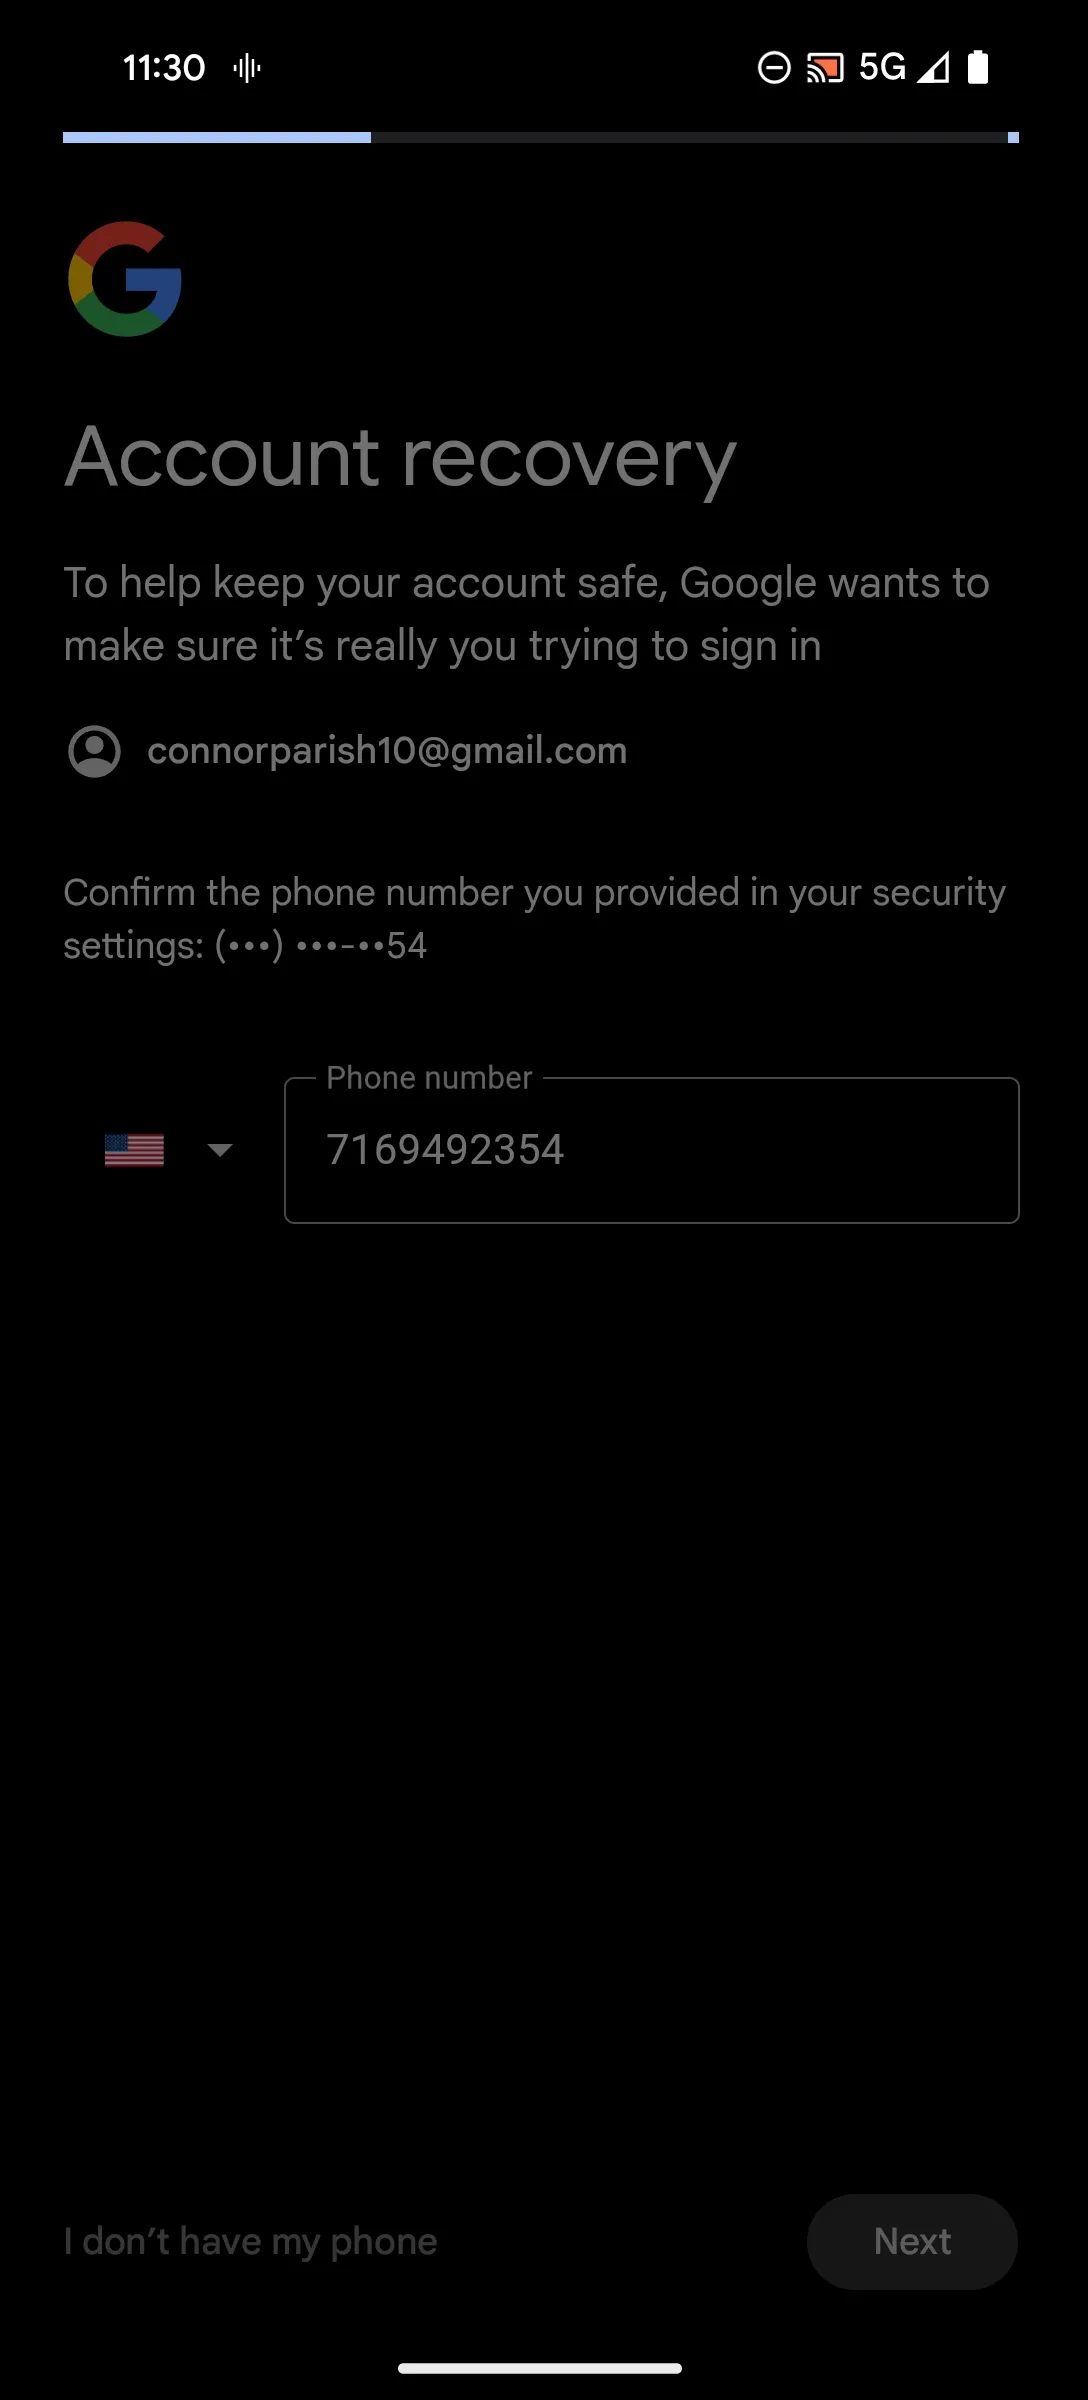 11:30 5G
Account recovery
To help keep your account safe, Google wants to
make sure it’s really you trying to sign in
connorparish10@gmail.com
Confirm the phone number you provided in your security
settings: (•••) •••-••54
Phone number
7169492354
I don’t have my phone
Next